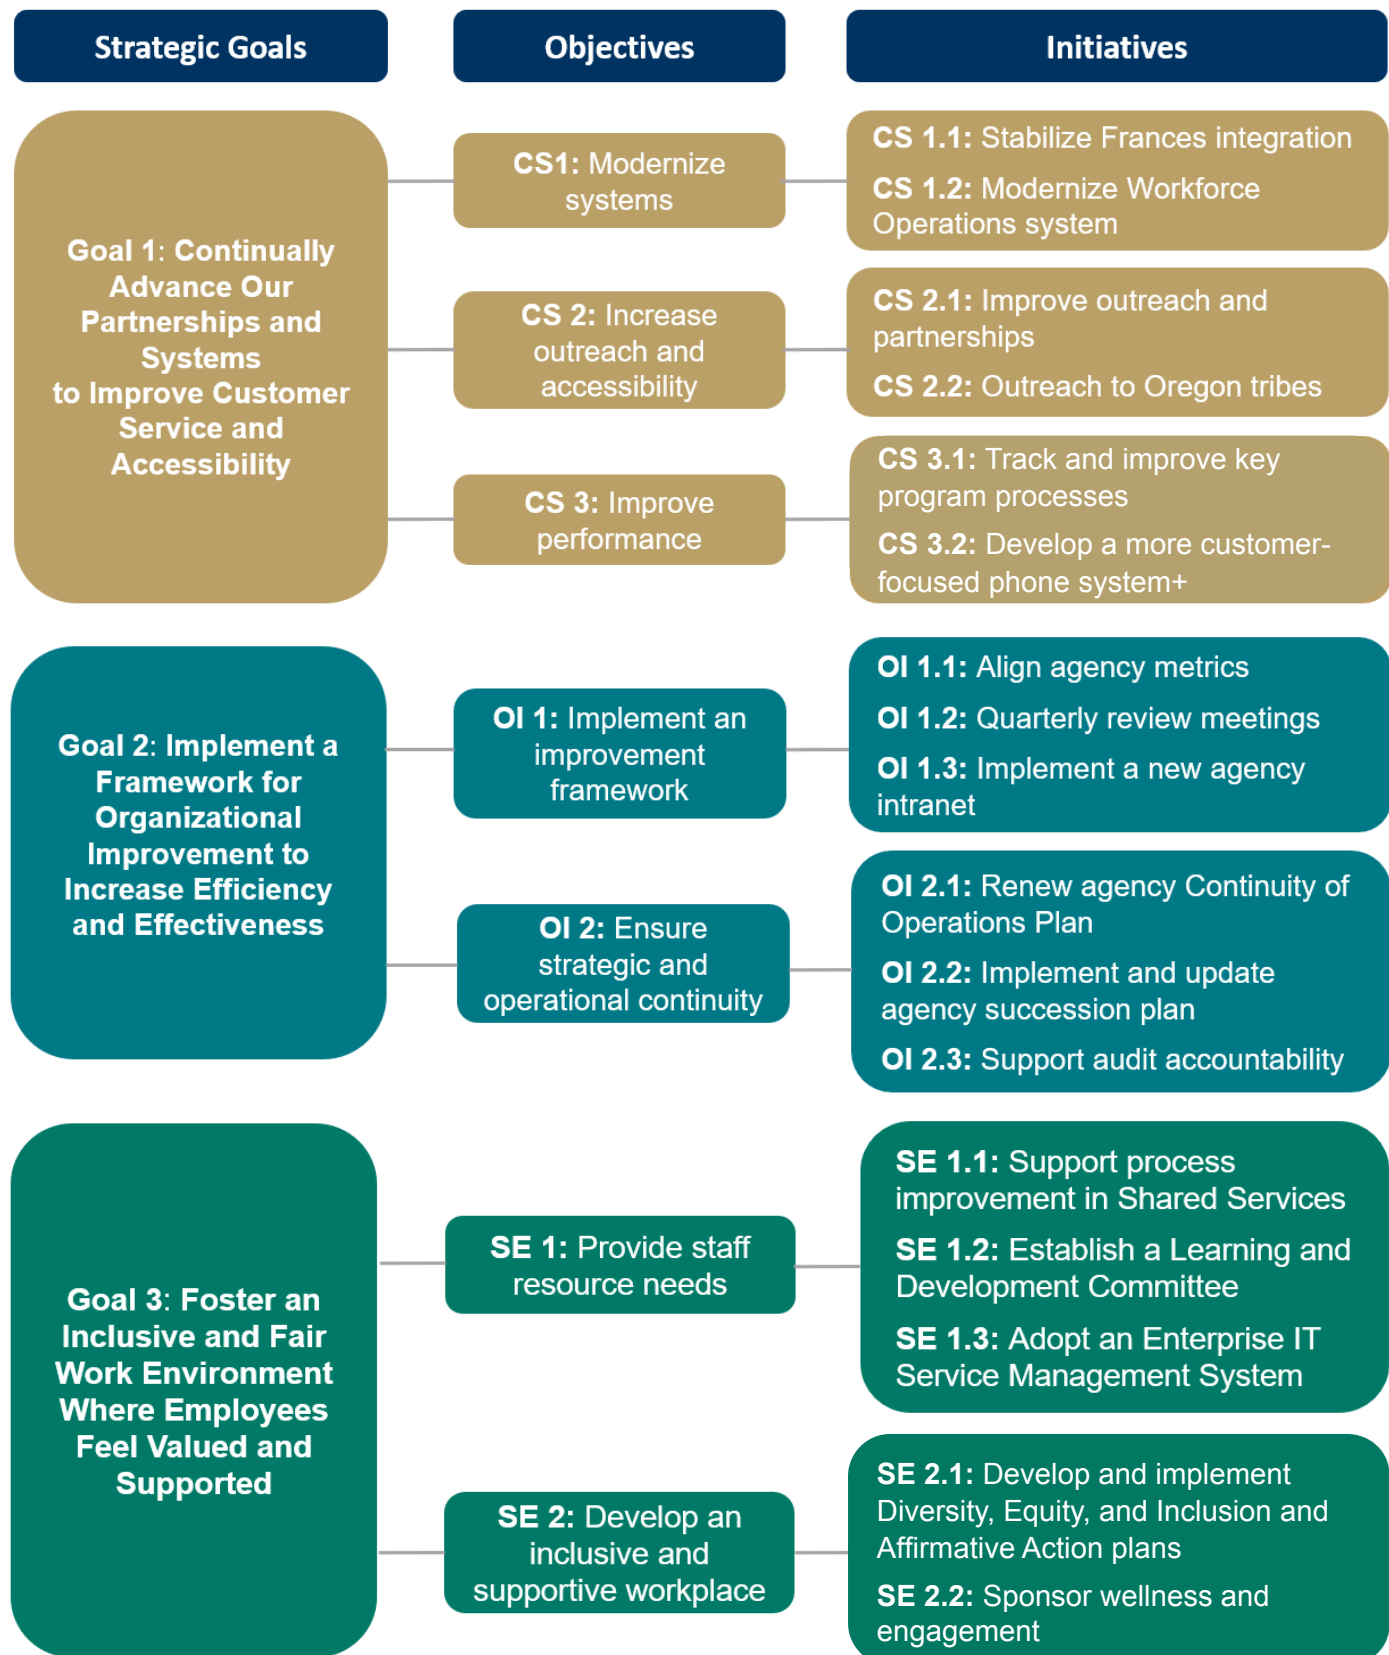 Strategic Goals
Objectives
Initiatives
Goal 1: Continually
Advance Our
Partnerships and
Systems
to Improve Customer
Service and
Accessibility
CS1: Modernize
systems
CS 1.1: Stabilize Frances integration
CS 1.2: Modernize Workforce
Operations system
CS 2: Increase
outreach and
accessibility
CS 2.1: Improve outreach and
partnerships
CS 2.2: Outreach to Oregon tribes
CS 3: Improve
performance
CS 3.1: Track and improve key
program processes
CS 3.2: Develop a more customer-
focused phone system+
Goal 2: Implement a
Framework for
Organizational
Improvement to
Increase Efficiency
and Effectiveness
OI 1: Implement an
improvement
framework
OI 1.1: Align agency metrics
OI 1.2: Quarterly review meetings
OI 1.3: Implement a new agency
intranet
OI 2: Ensure
strategic and
operational continuity
OI 2.1: Renew agency Continuity of
Operations Plan
OI 2.2: Implement and update
agency succession plan
OI 2.3: Support audit accountability
Goal 3: Foster an
Inclusive and Fair
Work Environment
Where Employees
Feel Valued and
Supported
SE 1: Provide staff
resource needs
SE 1.1: Support process
improvement in Shared Services
SE 1.2: Establish a Learning and
Development Committee
SE 1.3: Adopt an Enterprise IT
Service Management System
SE 2: Develop an
inclusive and
supportive workplace
SE 2.1: Develop and implement
Diversity, Equity, and Inclusion and
Affirmative Action plans
SE 2.2: Sponsor wellness and
engagement